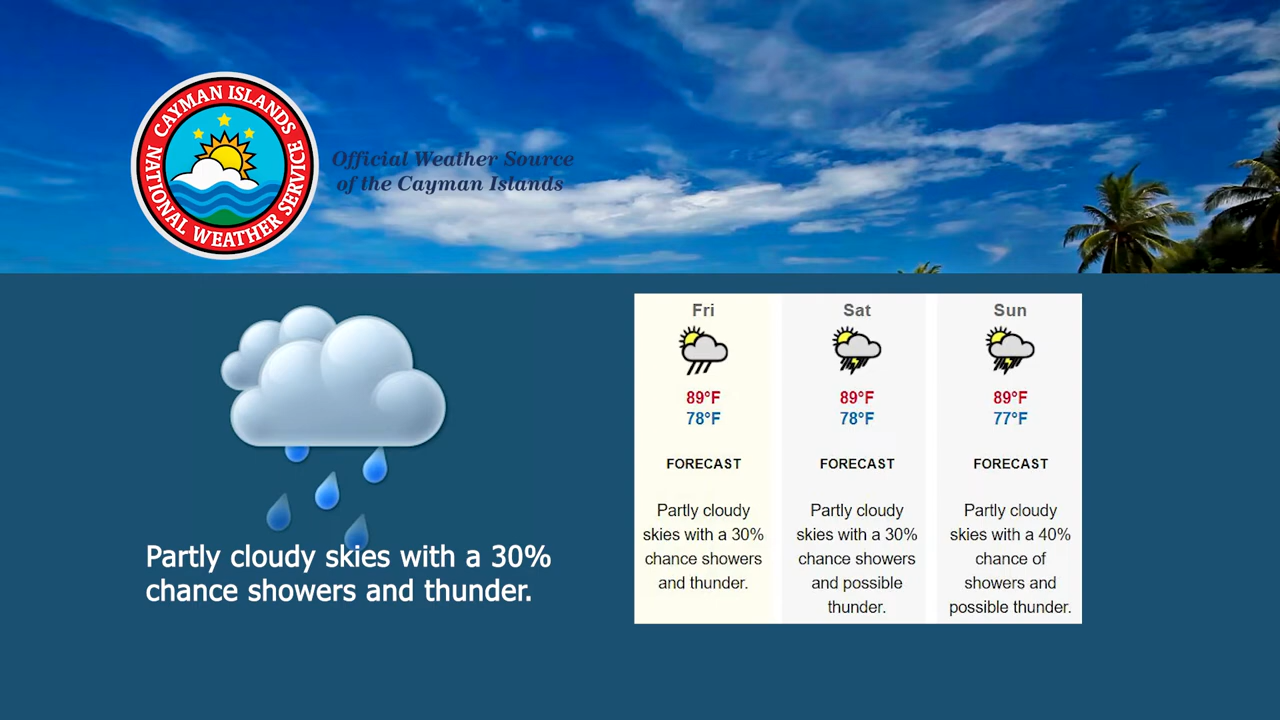 CAYMAN ISLANDS
NATIONAL WEATHER SERVICE
Official Weather Source
of the Cayman Islands
Partly cloudy skies with a 30%
chance showers and thunder.
Fri
89°F
78°F
FORECAST
Partly cloudy
skies with a 30%
chance showers
and thunder.
Sat
89°F
78°F
FORECAST
Partly cloudy
skies with a 30%
chance showers
and possible
thunder.
Sun
89°F
77°F
FORECAST
Partly cloudy
skies with a 40%
chance of
showers and
possible thunder.